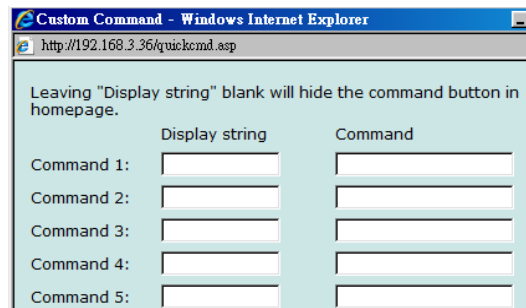 Custom Command - Windows Internet Explorer
http://192.168.3.36/quickcmd.asp
Leaving "Display string" blank will hide the command button in
homepage.
Display string Command
Command 1:
Command 2:
Command 3:
Command 4:
Command 5: